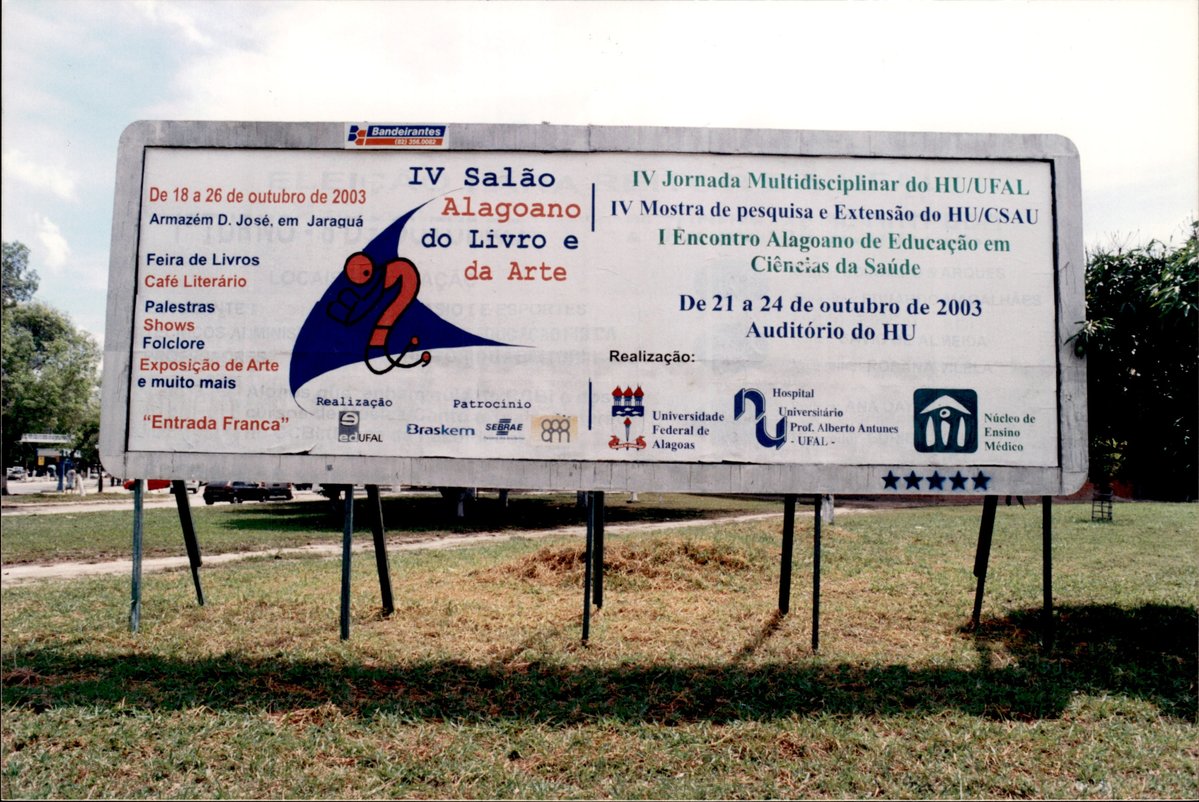 Bandeirantes
(82) 356.0082
De 18 a 26 de outubro de 2003
Armazém D. José, em Jaraguá
Feira de Livros
Café Literário
Palestras
Shows
Folclore
Exposição de Arte
e muito mais
“Entrada Franca”
IV Salão
Alagoano
do Livro e
da Arte
Realização
edUFAL
Patrocínio
Braskem
SEBRAE
IV Jornada Multidisciplinar do HU/UFAL
IV Mostra de pesquisa e Extensão do HU/CSAU
I Encontro Alagoano de Educação em
Ciências da Saúde
De 21 a 24 de outubro de 2003
Auditório do HU
Realização:
Universidade
Federal de
Alagoas
Hospital
Universitário
Prof. Alberto Antunes
- UFAL -
Núcleo de
Ensino
Médico